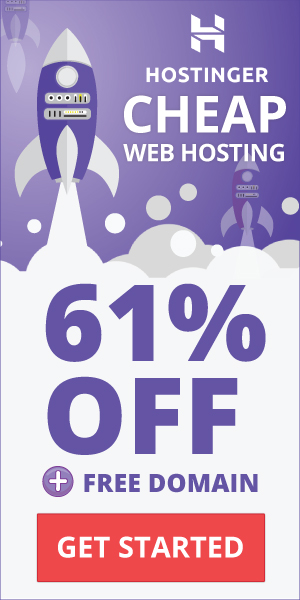 HOSTINGER
CHEAP
WEB HOSTING
61%
OFF
+ FREE DOMAIN
GET STARTED